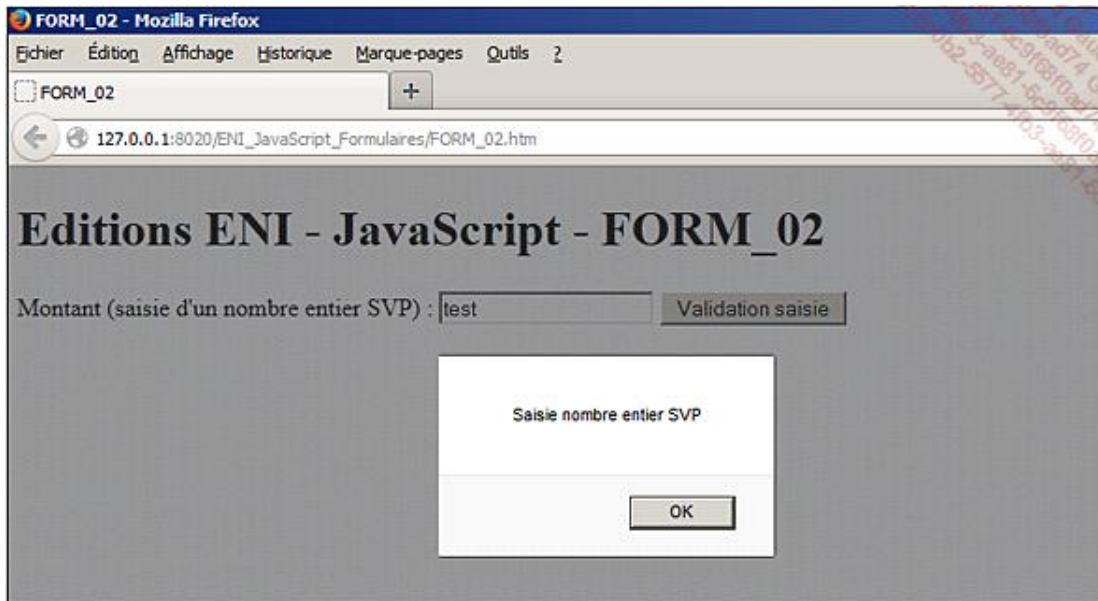 FORM_02 - Mozilla Firefox
Fichier Édition Affichage Historique Marque-pages Outils ?
FORM_02 +
127.0.0.1:8020/ENI_JavaScript_Formulaires/FORM_02.htm
Editions ENI - JavaScript - FORM_02
Montant (saisie d'un nombre entier SVP) : test Validation saisie
Saisie nombre entier SVP
OK